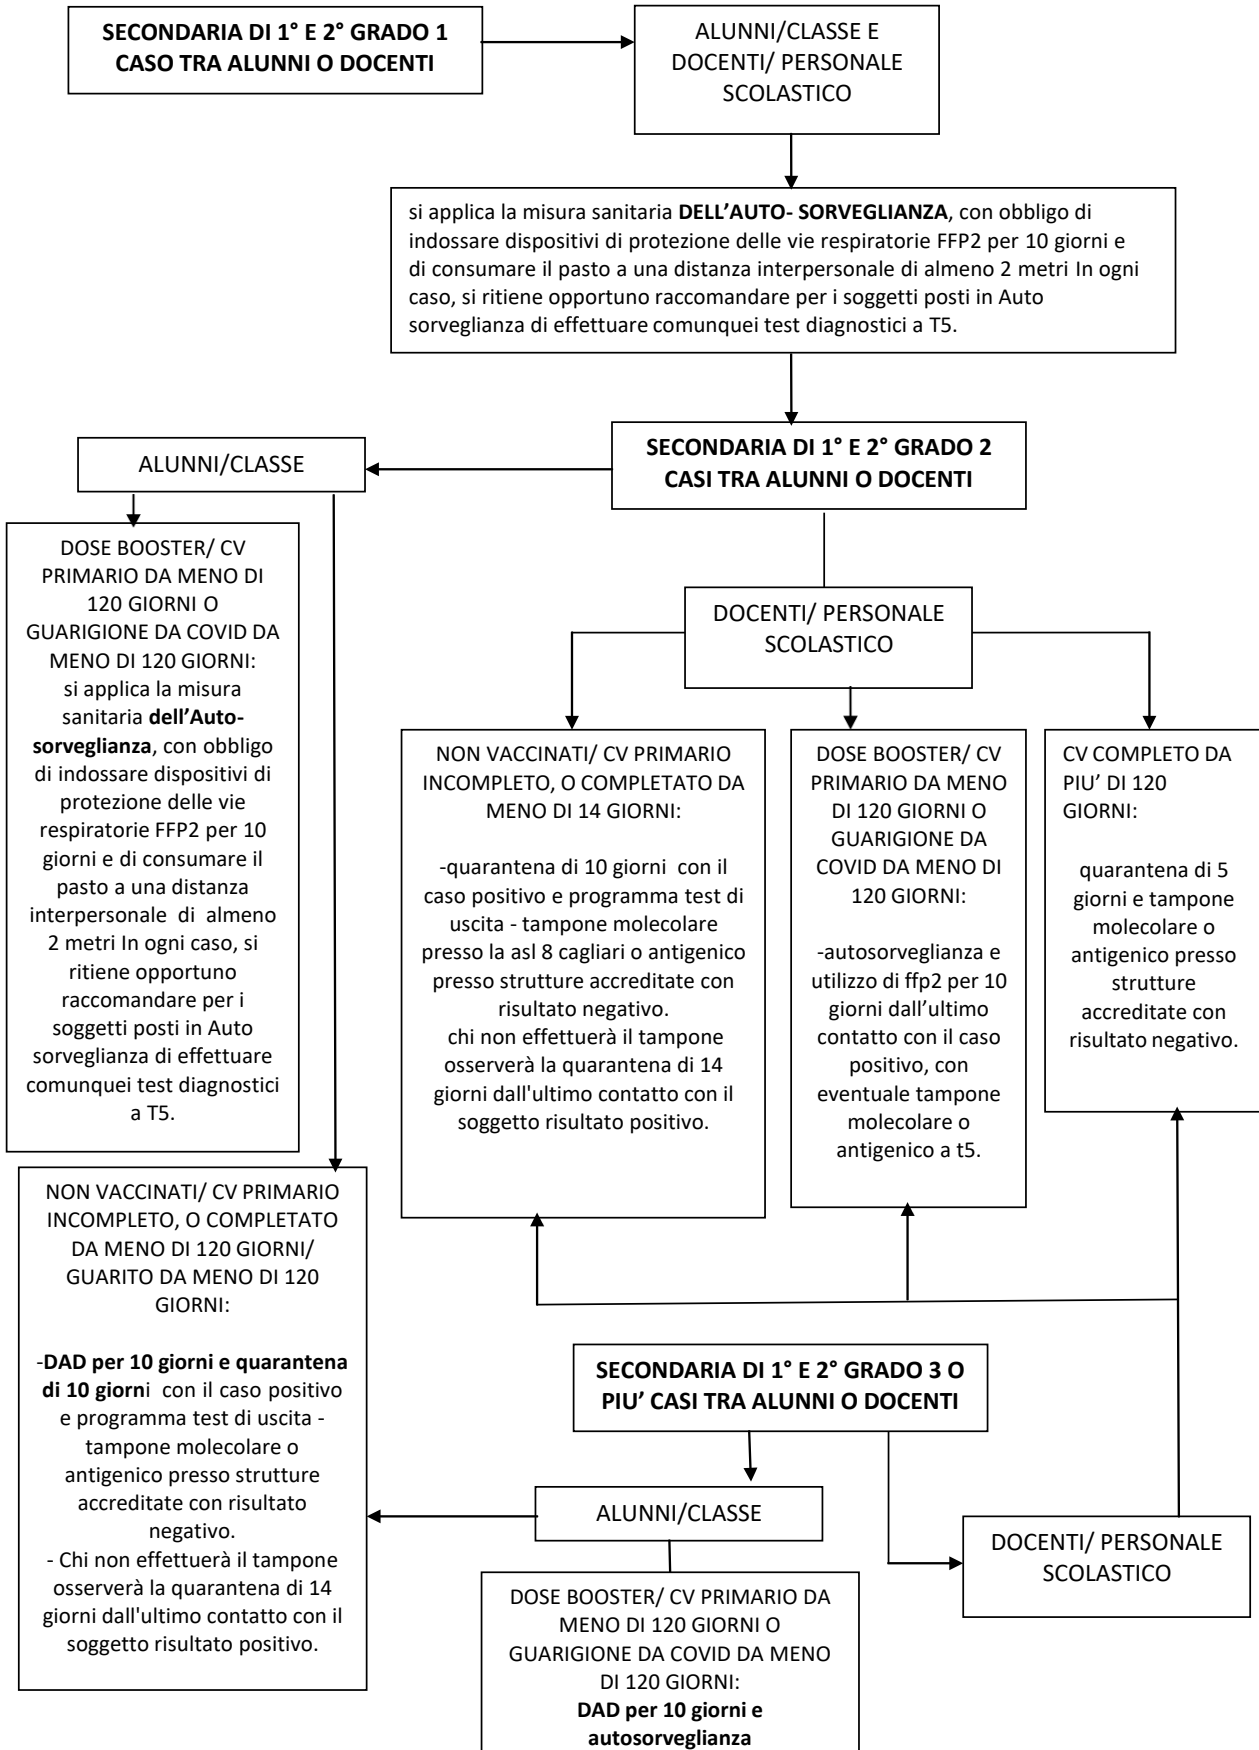 SECONDARIA DI 1° E 2° GRADO 1
CASO TRA ALUNNI O DOCENTI
ALUNNI/CLASSE E
DOCENTI/ PERSONALE
SCOLASTICO
si applica la misura sanitaria DELL'AUTO- SORVEGLIANZA, con obbligo di
indossare dispositivi di protezione delle vie respiratorie FFP2 per 10 giorni e
di consumare il pasto a una distanza interpersonale di almeno 2 metri In ogni
caso, si ritiene opportuno raccomandare per i soggetti posti in Auto
sorveglianza di effettuare comunquei test diagnostici a T5.
SECONDARIA DI 1° E 2° GRADO 2
CASI TRA ALUNNI O DOCENTI
ALUNNI/CLASSE
DOSE BOOSTER/ CV
PRIMARIO DA MENO DI
120 GIORNI O
GUARIGIONE DA COVID DA
MENO DI 120 GIORNI:
si applica la misura
sanitaria dell'Auto-
sorveglianza, con obbligo
di indossare dispositivi di
protezione delle vie
respiratorie FFP2 per 10
giorni e di consumare il
pasto a una distanza
interpersonale di almeno
2 metri In ogni caso, si
ritiene opportuno
raccomandare per i
soggetti posti in Auto
sorveglianza di effettuare
comunquei test diagnostici
a T5.
DOCENTI/ PERSONALE
SCOLASTICO
NON VACCINATI/ CV PRIMARIO
INCOMPLETO, O COMPLETATO DA
MENO DI 14 GIORNI:
-quarantena di 10 giorni con il
caso positivo e programma test di
uscita - tampone molecolare
presso la asl 8 cagliari o antigenico
presso strutture accreditate con
risultato negativo.
chi non effettuerà il tampone
osserverà la quarantena di 14
giorni dall'ultimo contatto con il
soggetto risultato positivo.
DOSE BOOSTER/ CV
PRIMARIO DA MENO
DI 120 GIORNI O
GUARIGIONE DA
COVID DA MENO DI
120 GIORNI:
-autosorveglianza e
utilizzo di ffp2 per 10
giorni dall'ultimo
contatto con il caso
positivo, con
eventuale tampone
molecolare o
antigenico a t5.
CV COMPLETO DA
PIU' DI 120
GIORNI:
quarantena di 5
giorni e tampone
molecolare o
antigenico presso
strutture
accreditate con
risultato negativo.
NON VACCINATI/ CV PRIMARIO
INCOMPLETO, O COMPLETATO
DA MENO DI 120 GIORNI/
GUARITO DA MENO DI 120
GIORNI:
-DAD per 10 giorni e quarantena
di 10 giorni con il caso positivo
e programma test di uscita -
tampone molecolare o
antigenico presso strutture
accreditate con risultato
negativo.
- Chi non effettuerà il tampone
osserverà la quarantena di 14
giorni dall'ultimo contatto con il
soggetto risultato positivo.
SECONDARIA DI 1° E 2° GRADO 3 O
PIU' CASI TRA ALUNNI O DOCENTI
ALUNNI/CLASSE
DOCENTI/ PERSONALE
SCOLASTICO
DOSE BOOSTER/ CV PRIMARIO DA
MENO DI 120 GIORNI O
GUARIGIONE DA COVID DA MENO
DI 120 GIORNI:
DAD per 10 giorni e
autosorveglianza